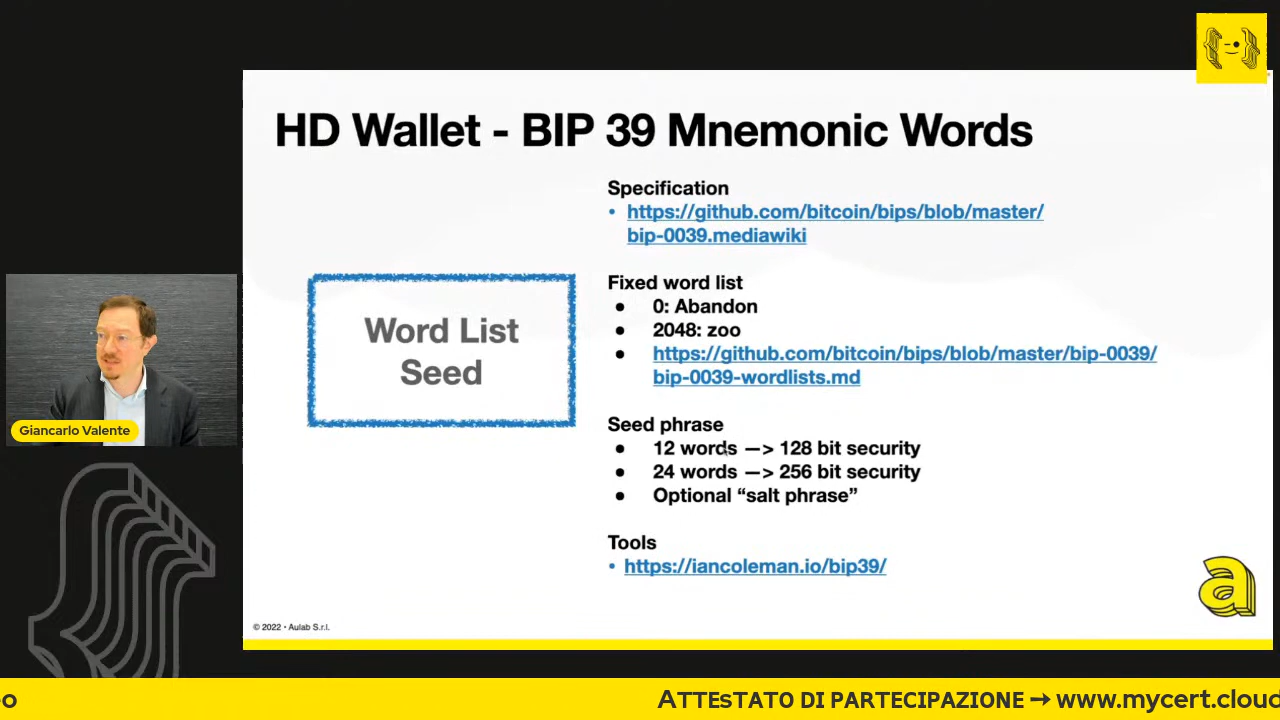 HD Wallet - BIP 39 Mnemonic Words
Specification
• https://github.com/bitcoin/bips/blob/master/
bip-0039.mediawiki
Fixed word list
● 0: Abandon
● 2048: zoo
● https://github.com/bitcoin/bips/blob/master/bip-0039/
bip-0039-wordlists.md
Word List
Seed
Seed phrase
● 12 words —> 128 bit security
● 24 words —> 256 bit security
● Optional “salt phrase”
Tools
• https://iancoleman.io/bip39/
© 2022 • Aulab S.r.l.
a
Giancarlo Valente
o
ATTESTATO DI PARTECIPAZIONE → www.mycert.cloud